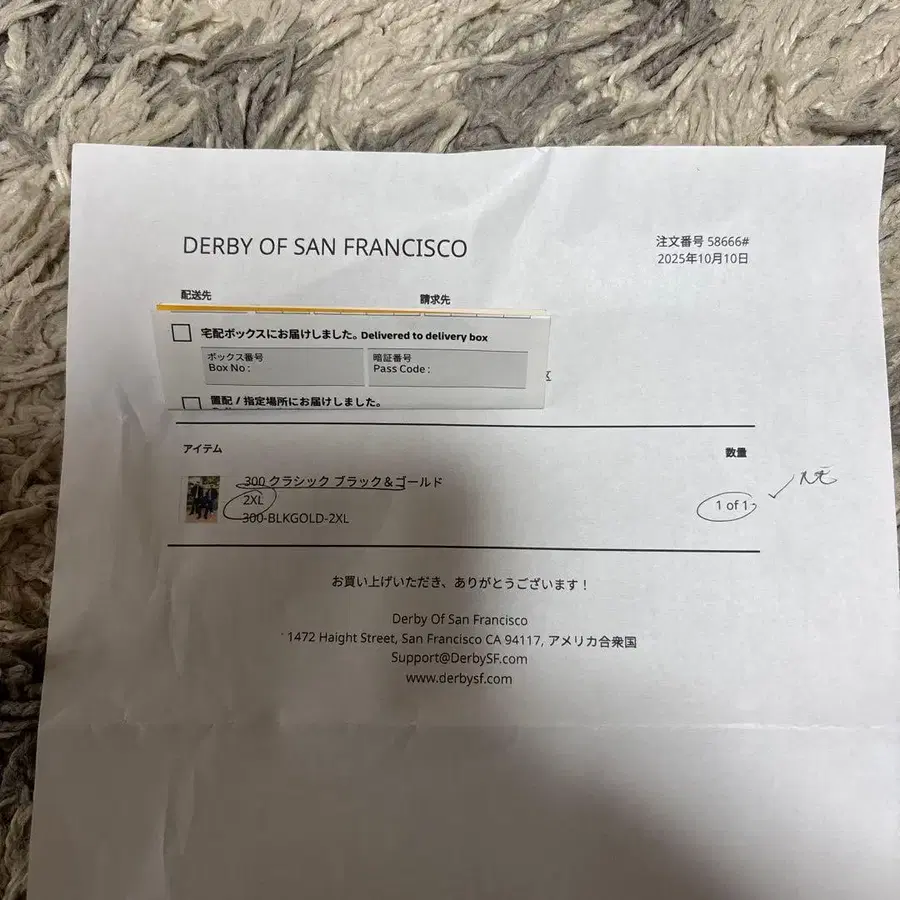 DERBY OF SAN FRANCISCO
注文番号 58666#
2025年10月10日
配送先
請求先
宅配ボックスにお届けしました。Delivered to delivery box
ボックス番号
Box No :
暗証番号
Pass Code :
置配 / 指定場所にお届けしました。
区
アイテム
数量
300 クラシック ブラック＆ゴールド
2XL
300-BLKGOLD-2XL
1 of 1
お買い上げいただき、ありがとうございます！
Derby Of San Francisco
1472 Haight Street, San Francisco CA 94117, アメリカ合衆国
Support@DerbySF.com
www.derbysf.com